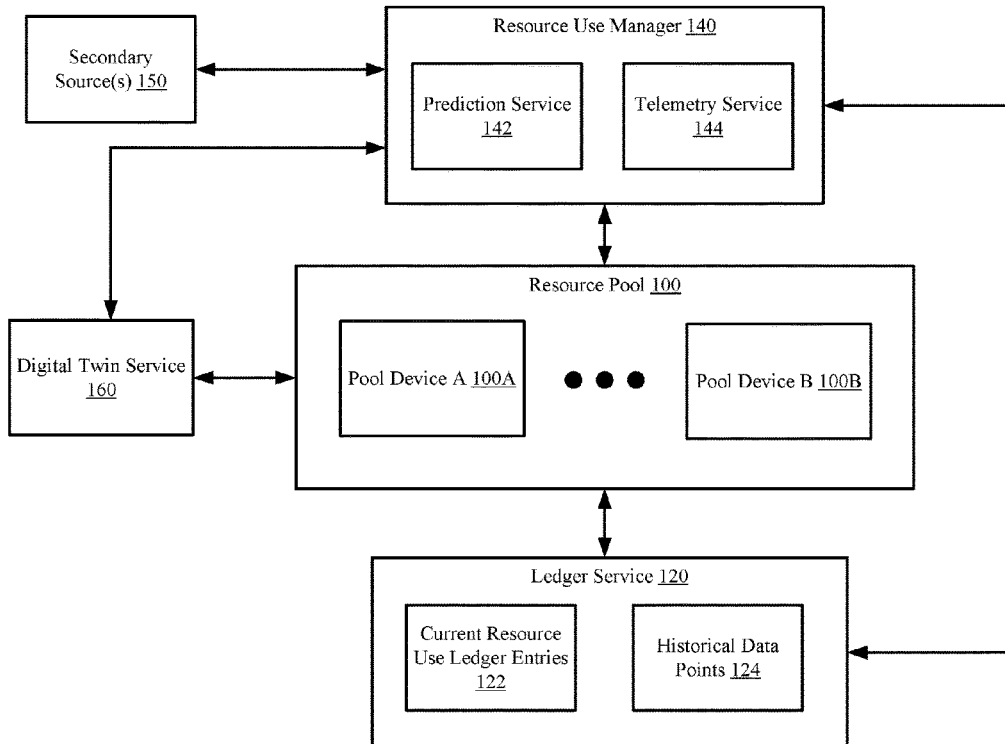 Resource Use Manager 140
Secondary
Source(s) 150
Prediction Service
142
Telemetry Service
144
Resource Pool 100
Digital Twin Service
160
Pool Device A 100A
Pool Device B 100B
Ledger Service 120
Current Resource
Use Ledger Entries
122
Historical Data
Points 124